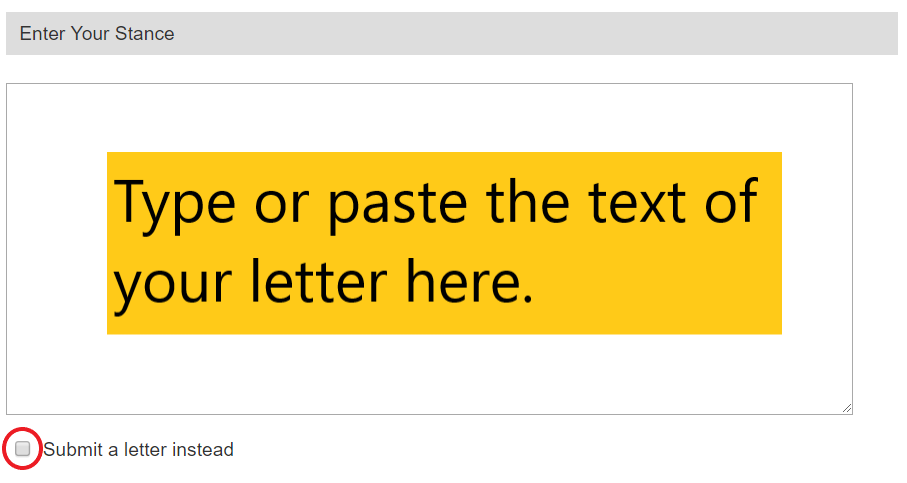 Enter Your Stance
Type or paste the text of
your letter here.
Submit a letter instead